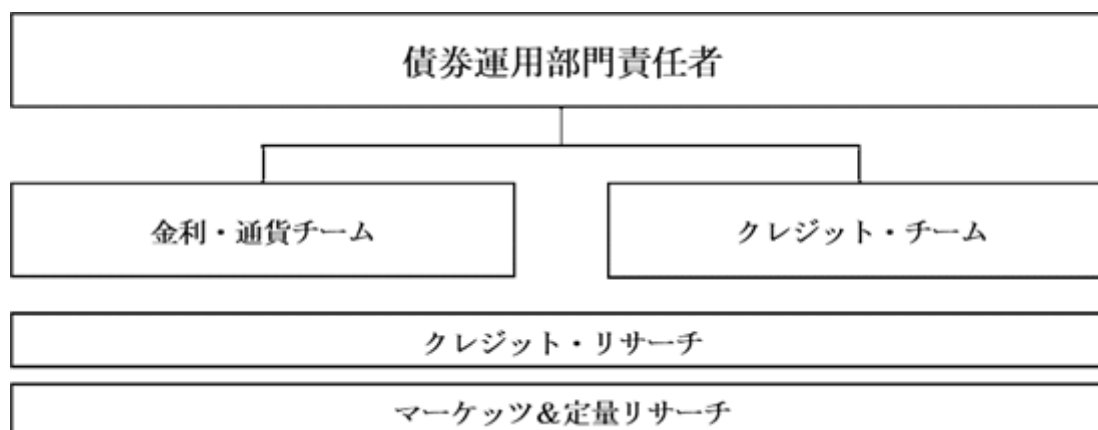 債券運用部門責任者
金利・通貨チーム
クレジット・チーム
クレジット・リサーチ
マーケッツ&定量リサーチ